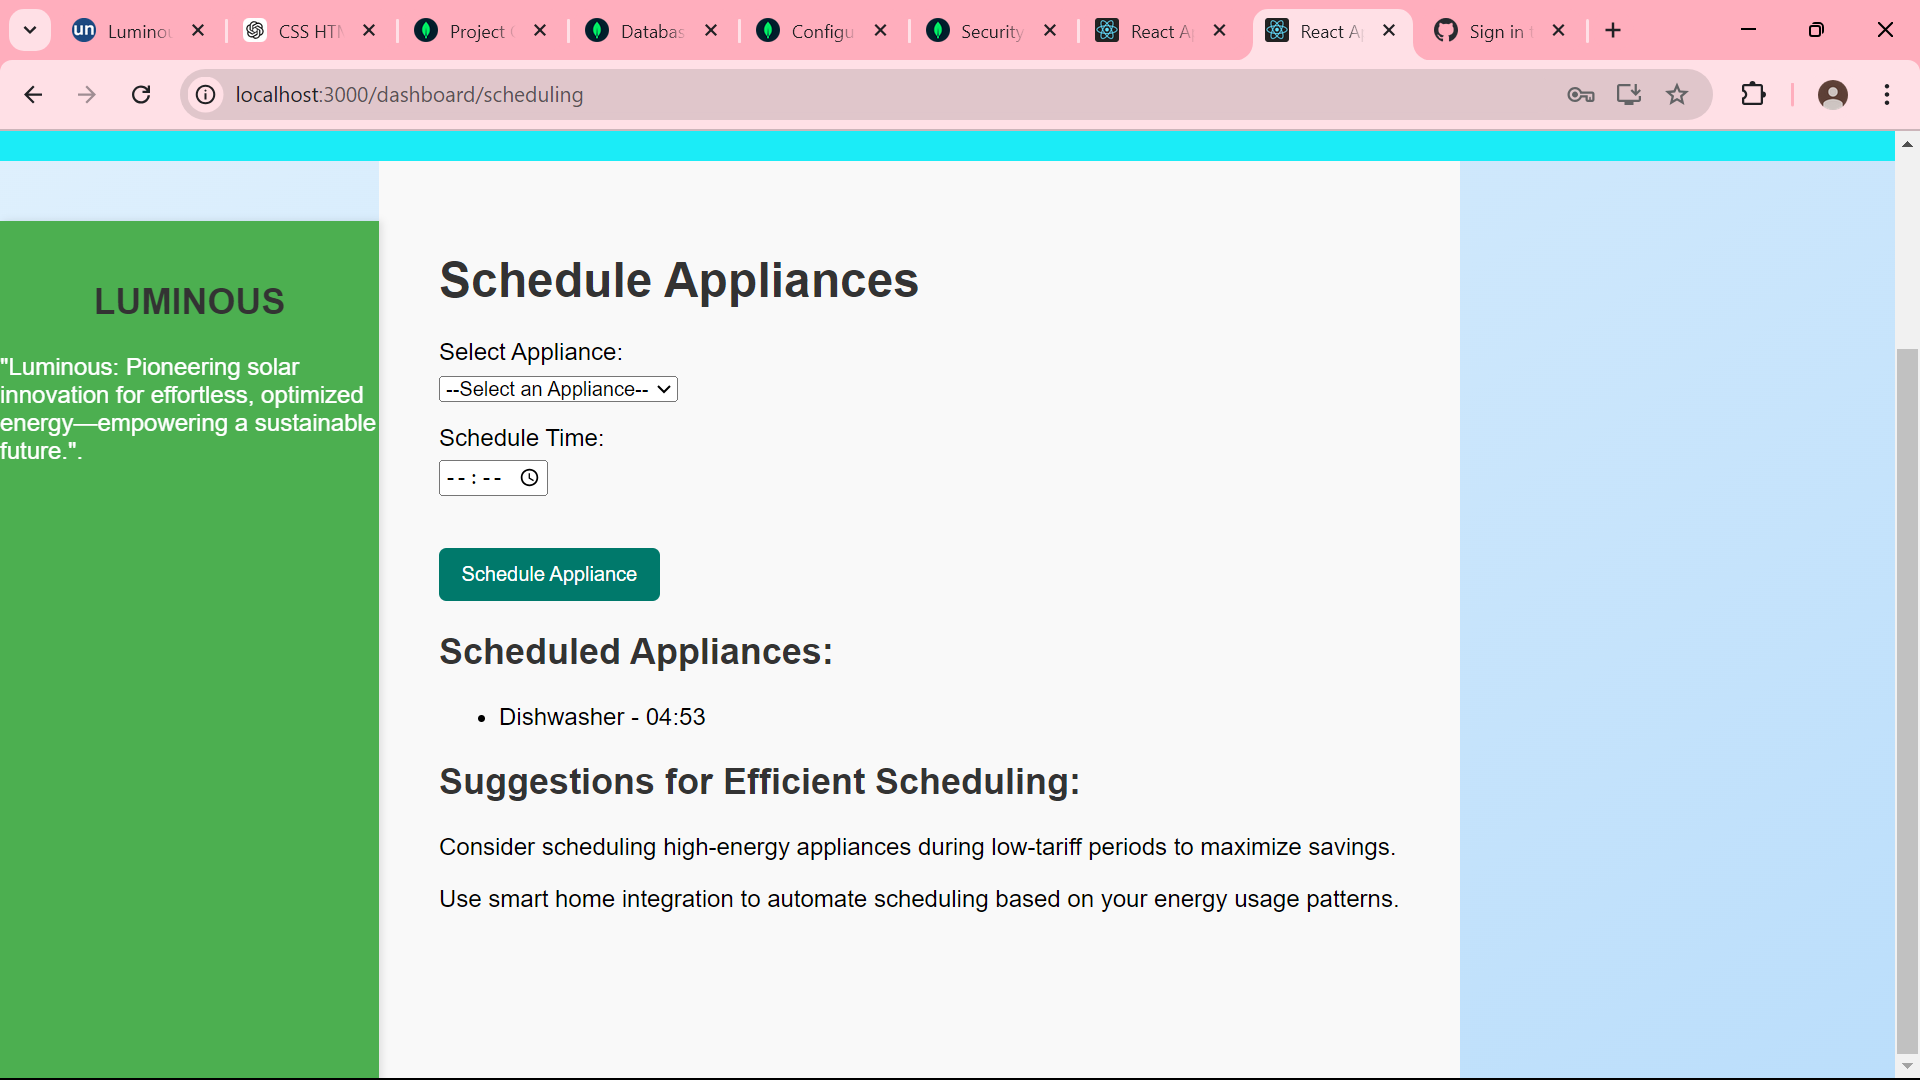 un Luminou
CSS HTM
Project
Databas
Configu
Security
React A
React A
Sign in
localhost:3000/dashboard/scheduling
LUMINOUS
"Luminous: Pioneering solar
innovation for effortless, optimized
energy—empowering a sustainable
future.".
Schedule Appliances
Select Appliance:
--Select an Appliance--
Schedule Time:
--:--
Schedule Appliance
Scheduled Appliances:
• Dishwasher - 04:53
Suggestions for Efficient Scheduling:
Consider scheduling high-energy appliances during low-tariff periods to maximize savings.
Use smart home integration to automate scheduling based on your energy usage patterns.